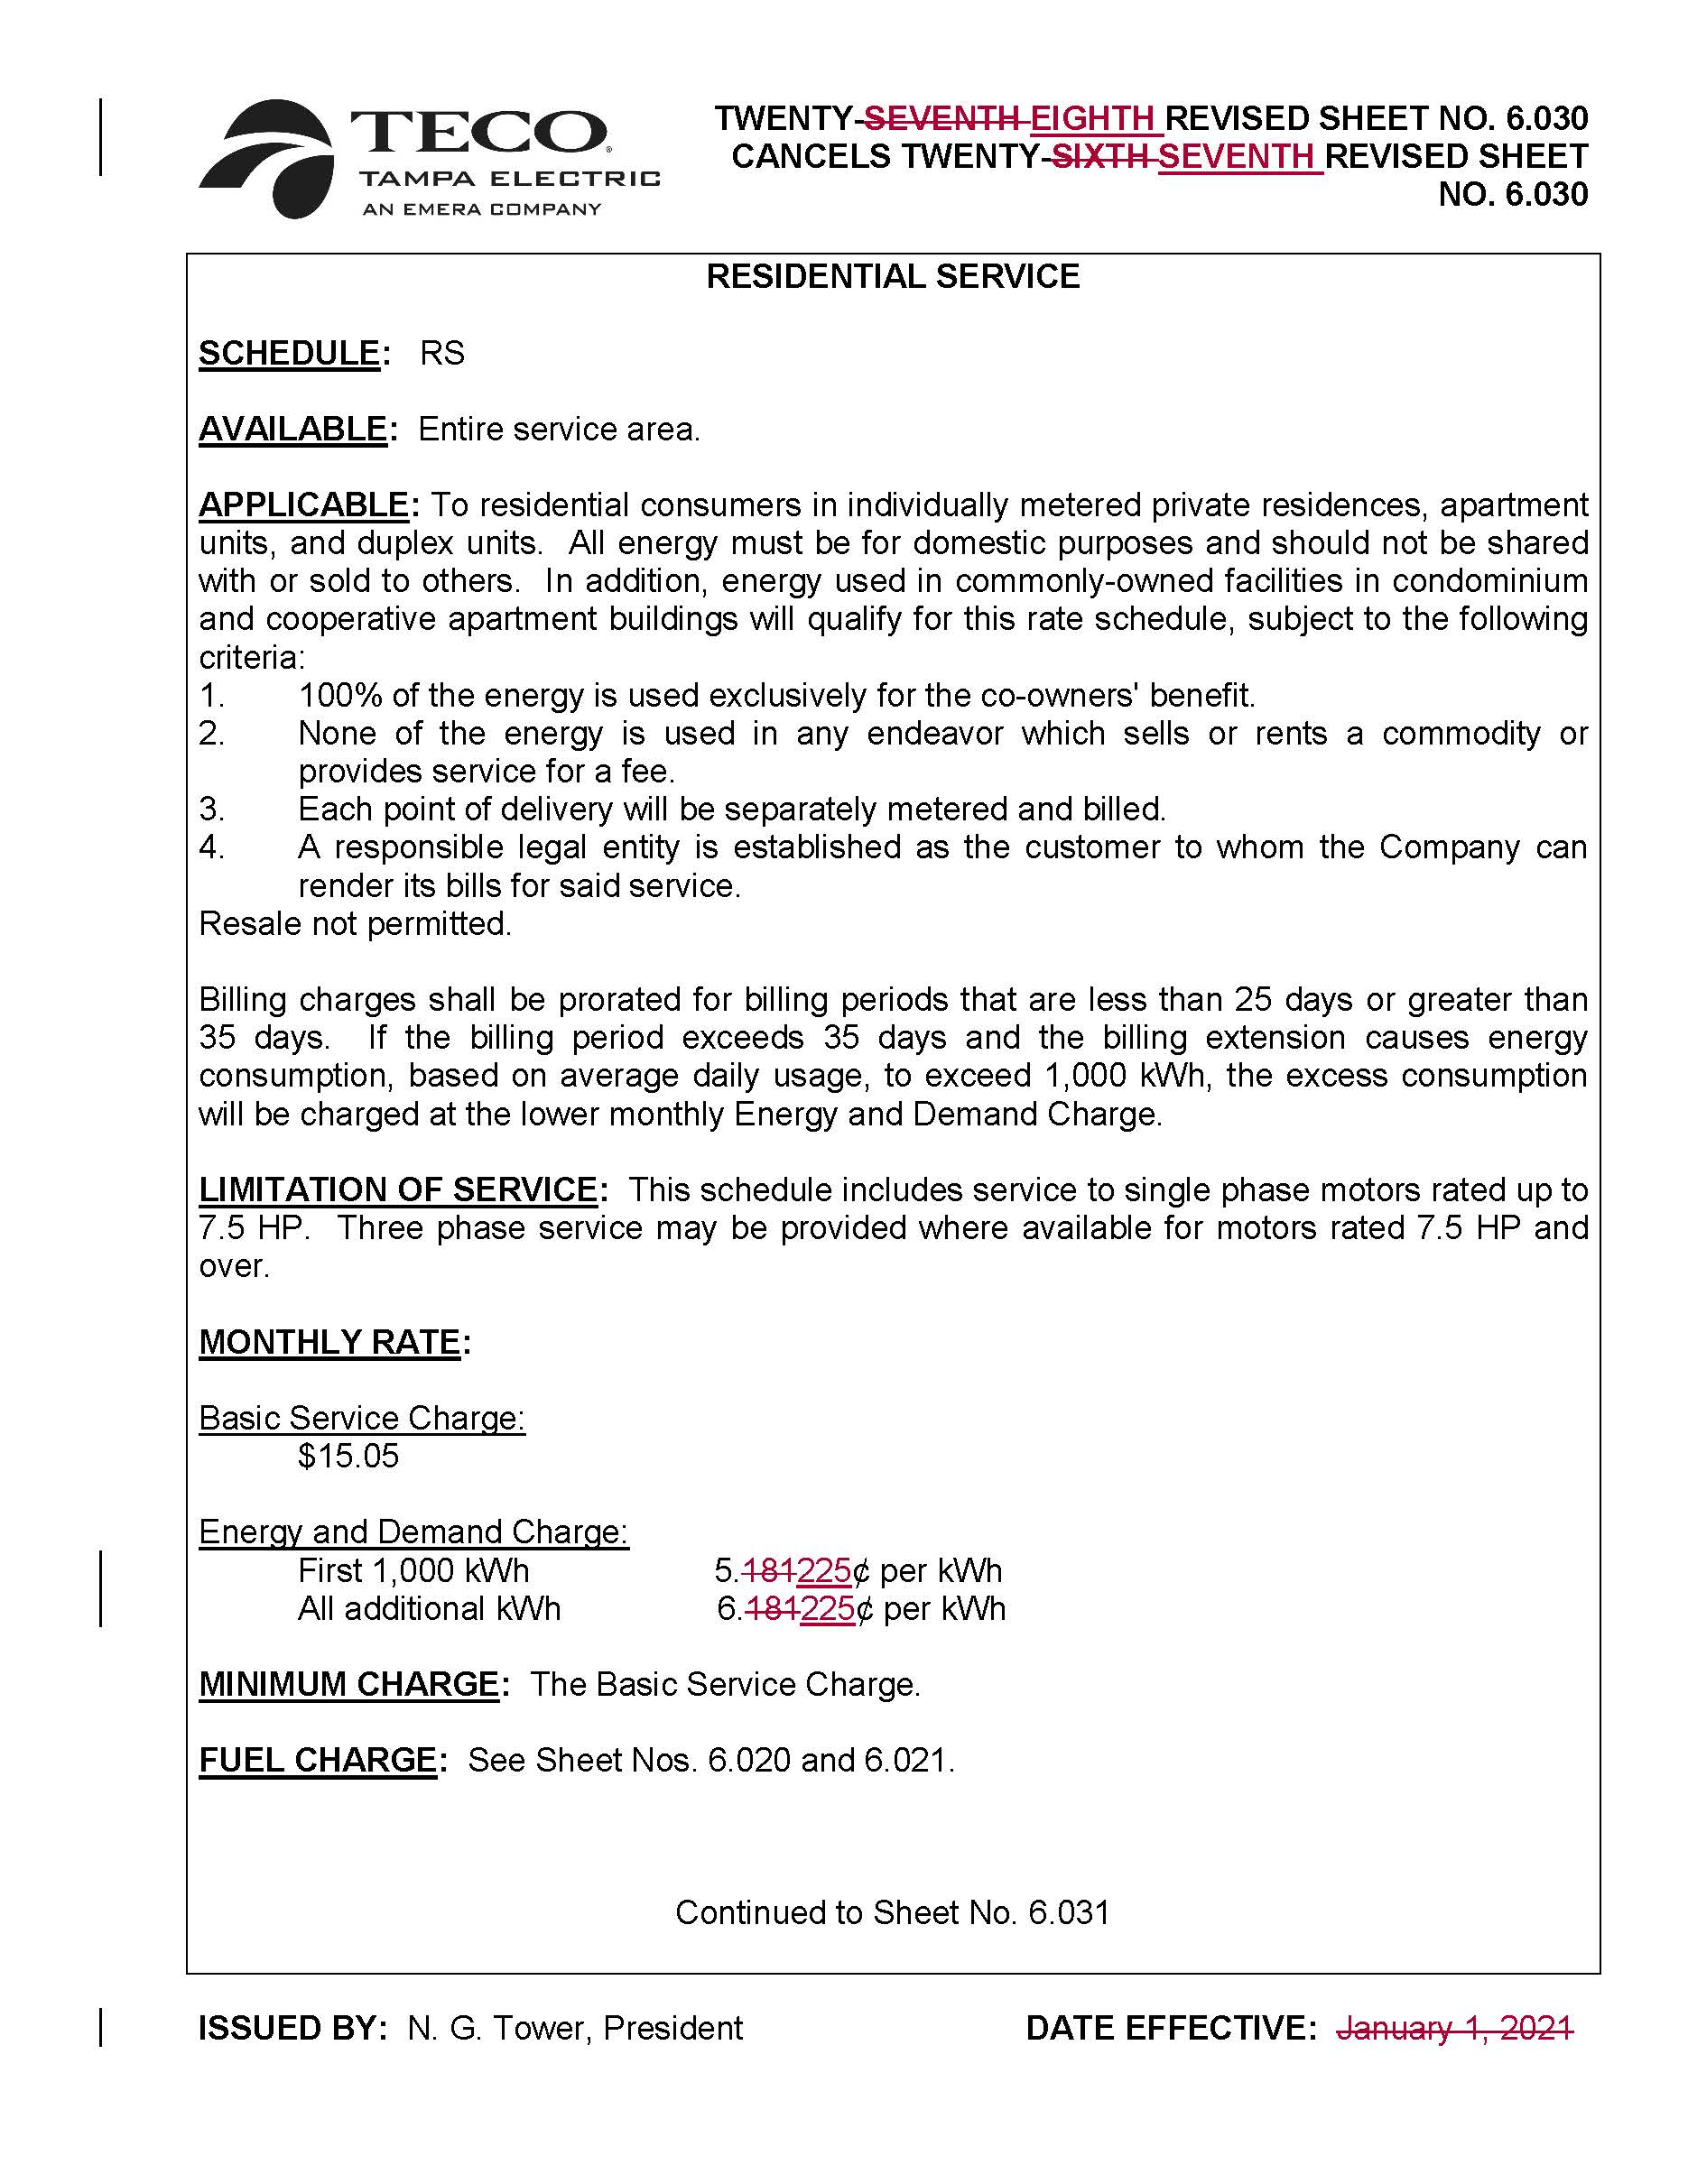 TECO®
TAMPA ELECTRIC
AN EMERA COMPANY
TWENTY-SEVENTH EIGHTH REVISED SHEET NO. 6.030
CANCELS TWENTY-SIXTH SEVENTH REVISED SHEET
NO. 6.030
RESIDENTIAL SERVICE
SCHEDULE: RS
AVAILABLE: Entire service area.
APPLICABLE: To residential consumers in individually metered private residences, apartment
units, and duplex units. All energy must be for domestic purposes and should not be shared
with or sold to others. In addition, energy used in commonly-owned facilities in condominium
and cooperative apartment buildings will qualify for this rate schedule, subject to the following
criteria:
1. 100% of the energy is used exclusively for the co-owners' benefit.
2. None of the energy is used in any endeavor which sells or rents a commodity or
provides service for a fee.
3. Each point of delivery will be separately metered and billed.
4. A responsible legal entity is established as the customer to whom the Company can
render its bills for said service.
Resale not permitted.
Billing charges shall be prorated for billing periods that are less than 25 days or greater than
35 days. If the billing period exceeds 35 days and the billing extension causes energy
consumption, based on average daily usage, to exceed 1,000 kWh, the excess consumption
will be charged at the lower monthly Energy and Demand Charge.
LIMITATION OF SERVICE: This schedule includes service to single phase motors rated up to
7.5 HP. Three phase service may be provided where available for motors rated 7.5 HP and
over.
MONTHLY RATE:
Basic Service Charge:
$15.05
Energy and Demand Charge:
First 1,000 kWh 5.181225¢ per kWh
All additional kWh 6.181225¢ per kWh
MINIMUM CHARGE: The Basic Service Charge.
FUEL CHARGE: See Sheet Nos. 6.020 and 6.021.
Continued to Sheet No. 6.031
ISSUED BY: N. G. Tower, President DATE EFFECTIVE: January 1, 2021